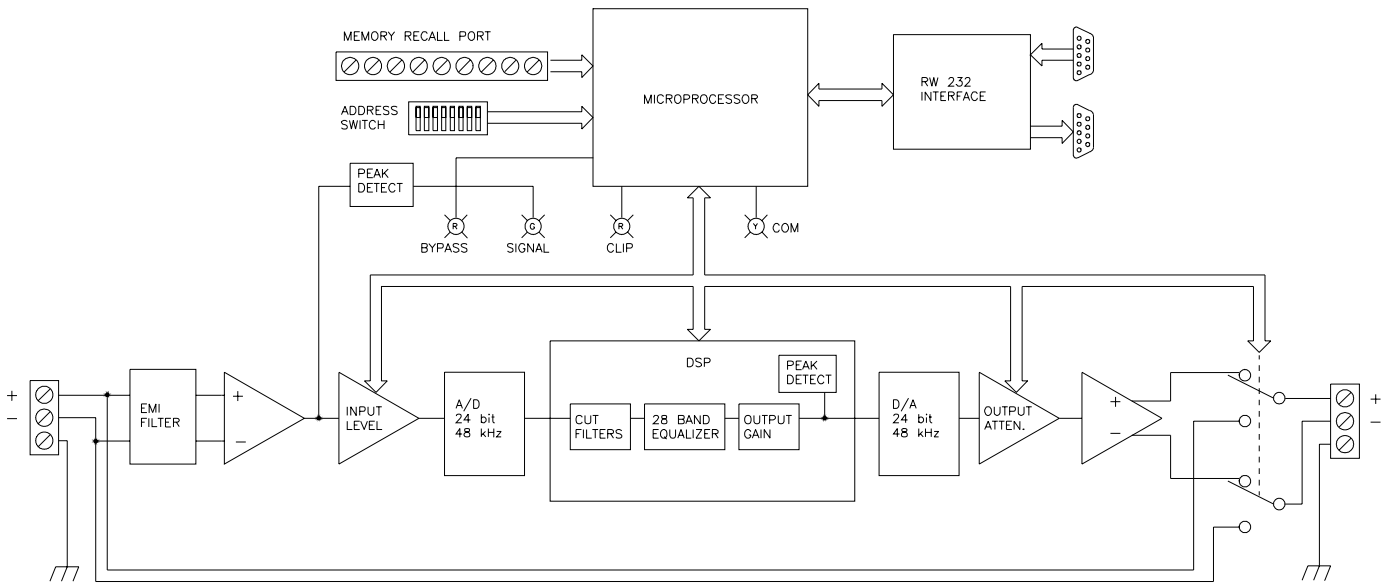 MEMORY RECALL PORT
ADDRESS
SWITCH
MICROPROCESSOR
RW 232
INTERFACE
PEAK
DETECT
R
G
R
Y
BYPASS
SIGNAL
CLIP
COM
DSP
PEAK
DETECT
+
−
EMI
FILTER
+
−
INPUT
LEVEL
A/D
24 bit
48 kHz
CUT
FILTERS
28 BAND
EQUALIZER
OUTPUT
GAIN
D/A
24 bit
48 kHz
OUTPUT
ATTEN.
+
−
+
−